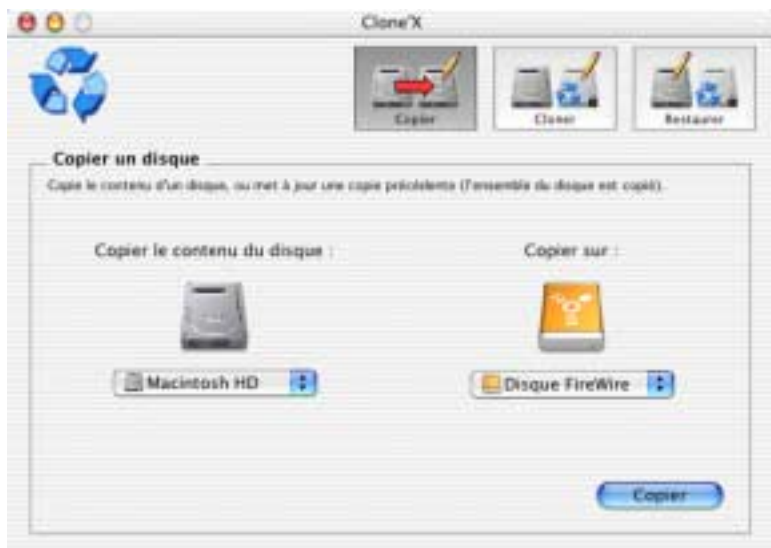 Clone'X
Copier
Cloner
Restaurer
Copier un disque
Copie le contenu d'un disque, ou met à jour une copie précédente (l'ensemble du disque est copié).
Copier le contenu du disque :
Copier sur :
Macintosh HD
Disque FireWire
Copier